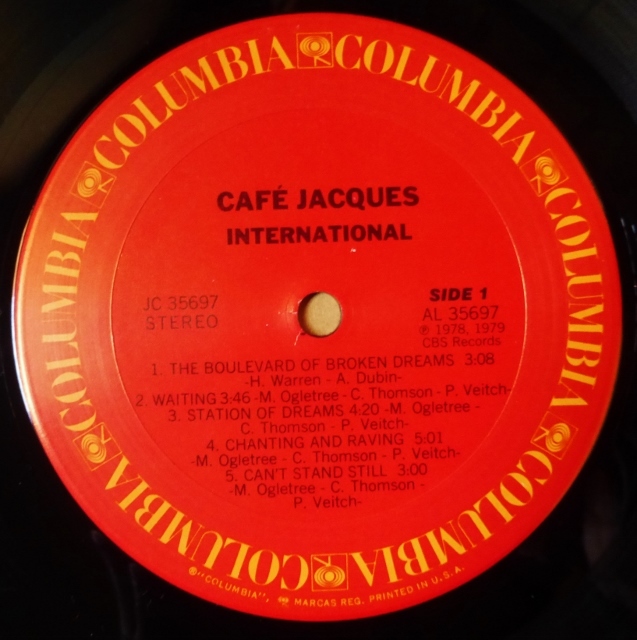 COLUMBIA COLUMBIA COLUMBIA COLUMBIA COLUMBIA COLUMBIA
CAFÉ JACQUES
INTERNATIONAL
JC 35697
STEREO
SIDE 1
AL 35697
℗ 1978, 1979
CBS Records
1. THE BOULEVARD OF BROKEN DREAMS 3:08
-H. Warren - A. Dubin-
2. WAITING 3:46 -M. Ogletree - C. Thomson - P. Veitch-
3. STATION OF DREAMS 4:20 -M. Ogletree -
C. Thomson - P. Veitch-
4. CHANTING AND RAVING 5:01
-M. Ogletree - C. Thomson - P. Veitch-
5. CAN'T STAND STILL 3:00
-M. Ogletree - C. Thomson -
P. Veitch-
®"COLUMBIA", MARCAS REG. PRINTED IN U.S.A.